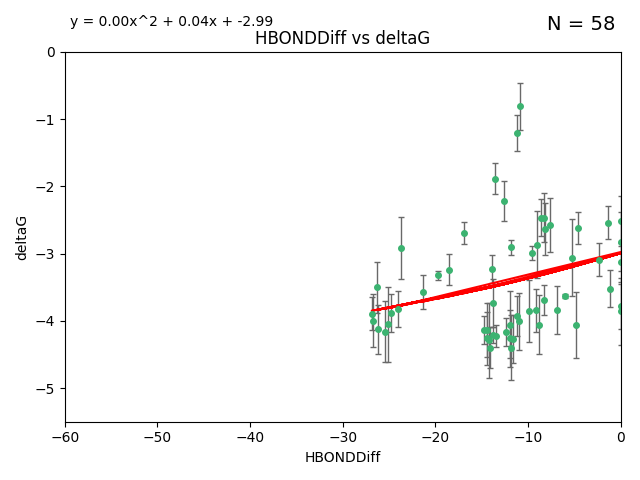 y = 0.00x^2 + 0.04x + -2.99
N = 58
HBONDDiff vs deltaG
0
−1
−2
−3
−4
−5
deltaG
−60
−50
−40
−30
−20
−10
0
HBONDDiff